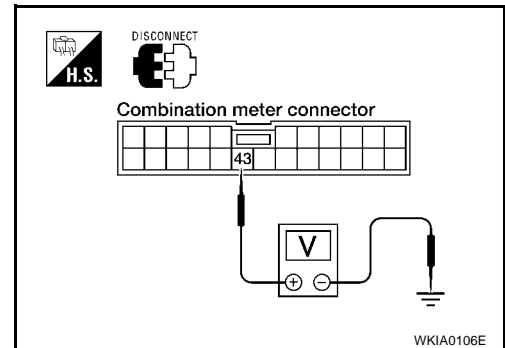 DISCONNECT
H.S.
Combination meter connector
43
V
+ −
WKIA0106E